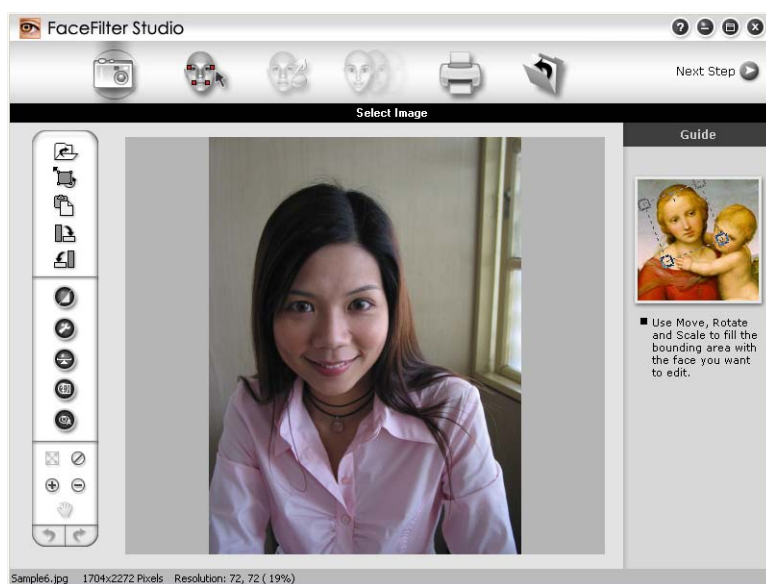 FaceFilter Studio
Next Step
Select Image
Guide
Use Move, Rotate
and Scale to fill the
bounding area with
the face you want
to edit.
Sample6.jpg 1704x2272 Pixels Resolution: 72, 72 ( 19%)